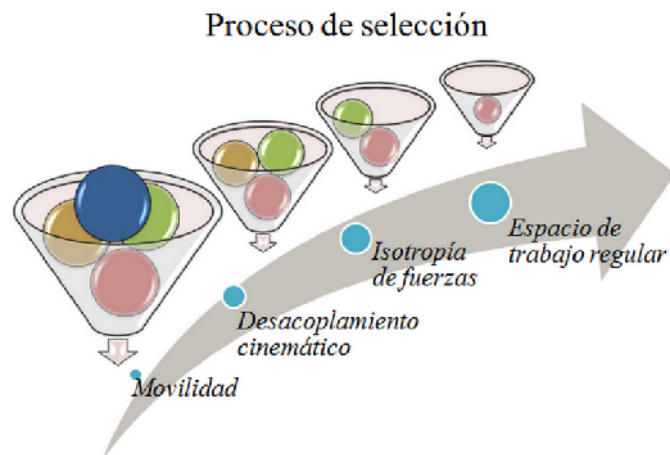 Proceso de selección
Espacio de
trabajo regular
Isotropía
de fuerzas
Desacoplamiento
cinemático
Movilidad